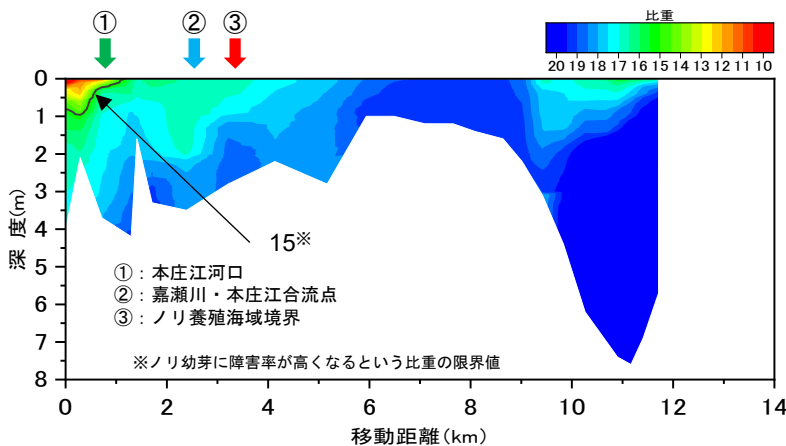 ① ② ③
比重
20 19 18 17 16 15 14 13 12 11 10
0
1
2
3
4
5
6
7
8
深 度(m)
15※
①：本庄江河口
②：嘉瀬川・本庄江合流点
③：ノリ養殖海域境界
※ノリ幼芽に障害率が高くなるという比重の限界値
0 2 4 6 8 10 12 14
移動距離(km)